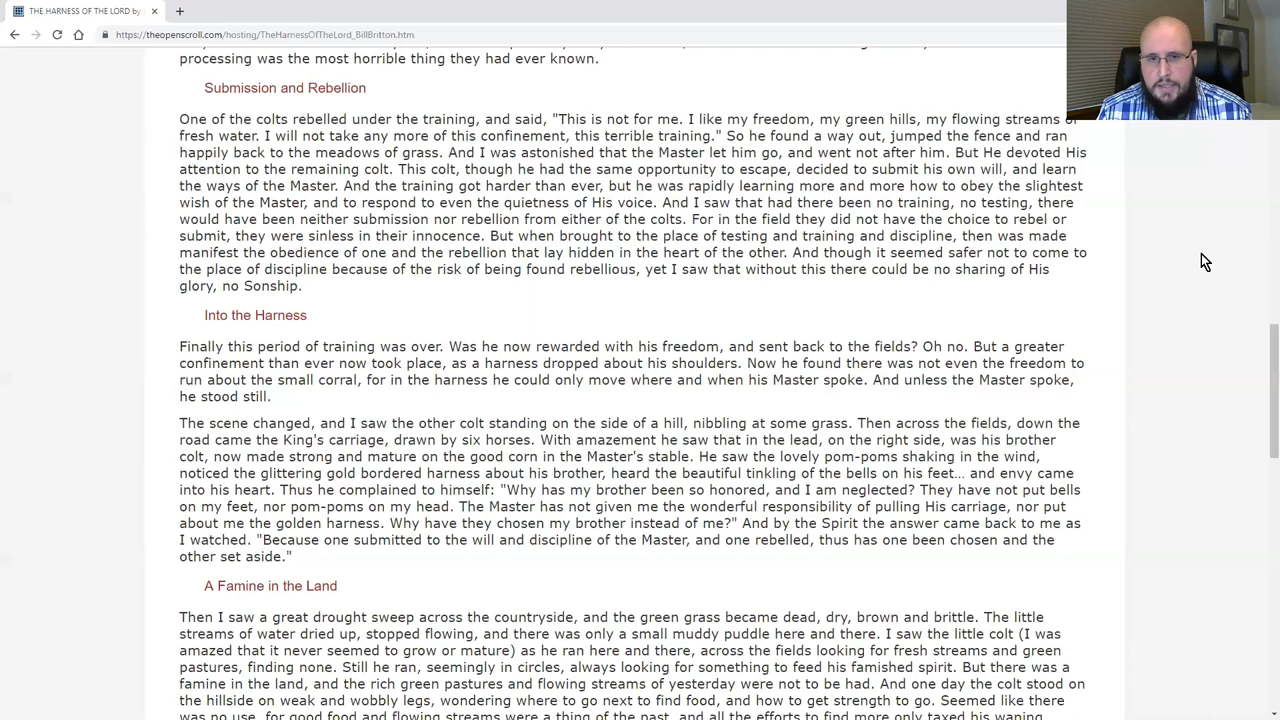 THE HARNESS OF THE LORD by
https://theopenscroll.com/hosting/TheHarnessOfTheLord_BillBritton.htm
processing was the most horrible thing they had ever known.
Submission and Rebellion
One of the colts rebelled under the training, and said, "This is not for me. I like my freedom, my green hills, my flowing streams of
fresh water. I will not take any more of this confinement, this terrible training." So he found a way out, jumped the fence and ran
happily back to the meadows of grass. And I was astonished that the Master let him go, and went not after him. But He devoted His
attention to the remaining colt. This colt, though he had the same opportunity to escape, decided to submit his own will, and learn
the ways of the Master. And the training got harder than ever, but he was rapidly learning more and more how to obey the slightest
wish of the Master, and to respond to even the quietness of His voice. And I saw that had there been no training, no testing, there
would have been neither submission nor rebellion from either of the colts. For in the field they did not have the choice to rebel or
submit, they were sinless in their innocence. But when brought to the place of testing and training and discipline, then was made
manifest the obedience of one and the rebellion that lay hidden in the heart of the other. And though it seemed safer not to come to
the place of discipline because of the risk of being found rebellious, yet I saw that without this there could be no sharing of His
glory, no Sonship.
Into the Harness
Finally this period of training was over. Was he now rewarded with his freedom, and sent back to the fields? Oh no. But a greater
confinement than ever now took place, as a harness dropped about his shoulders. Now he found there was not even the freedom to
run about the small corral, for in the harness he could only move where and when his Master spoke. And unless the Master spoke,
he stood still.
The scene changed, and I saw the other colt standing on the side of a hill, nibbling at some grass. Then across the fields, down the
road came the King's carriage, drawn by six horses. With amazement he saw that in the lead, on the right side, was his brother
colt, now made strong and mature on the good corn in the Master's stable. He saw the lovely pom-poms shaking in the wind,
noticed the glittering gold bordered harness about his brother, heard the beautiful tinkling of the bells on his feet... and envy came
into his heart. Thus he complained to himself: "Why has my brother been so honored, and I am neglected? They have not put bells
on my feet, nor pom-poms on my head. The Master has not given me the wonderful responsibility of pulling His carriage, nor put
about me the golden harness. Why have they chosen my brother instead of me?" And by the Spirit the answer came back to me as
I watched. "Because one submitted to the will and discipline of the Master, and one rebelled, thus has one been chosen and the
other set aside."
A Famine in the Land
Then I saw a great drought sweep across the countryside, and the green grass became dead, dry, brown and brittle. The little
streams of water dried up, stopped flowing, and there was only a small muddy puddle here and there. I saw the little colt (I was
amazed that it never seemed to grow or mature) as he ran here and there, across the fields looking for fresh streams and green
pastures, finding none. Still he ran, seemingly in circles, always looking for something to feed his famished spirit. But there was a
famine in the land, and the rich green pastures and flowing streams of yesterday were not to be had. And one day the colt stood on
the hillside on weak and wobbly legs, wondering where to go next to find food, and how to get strength to go. Seemed like there
was no use, for good food and flowing streams were a thing of the past, and all the efforts to find more only taxed his waning